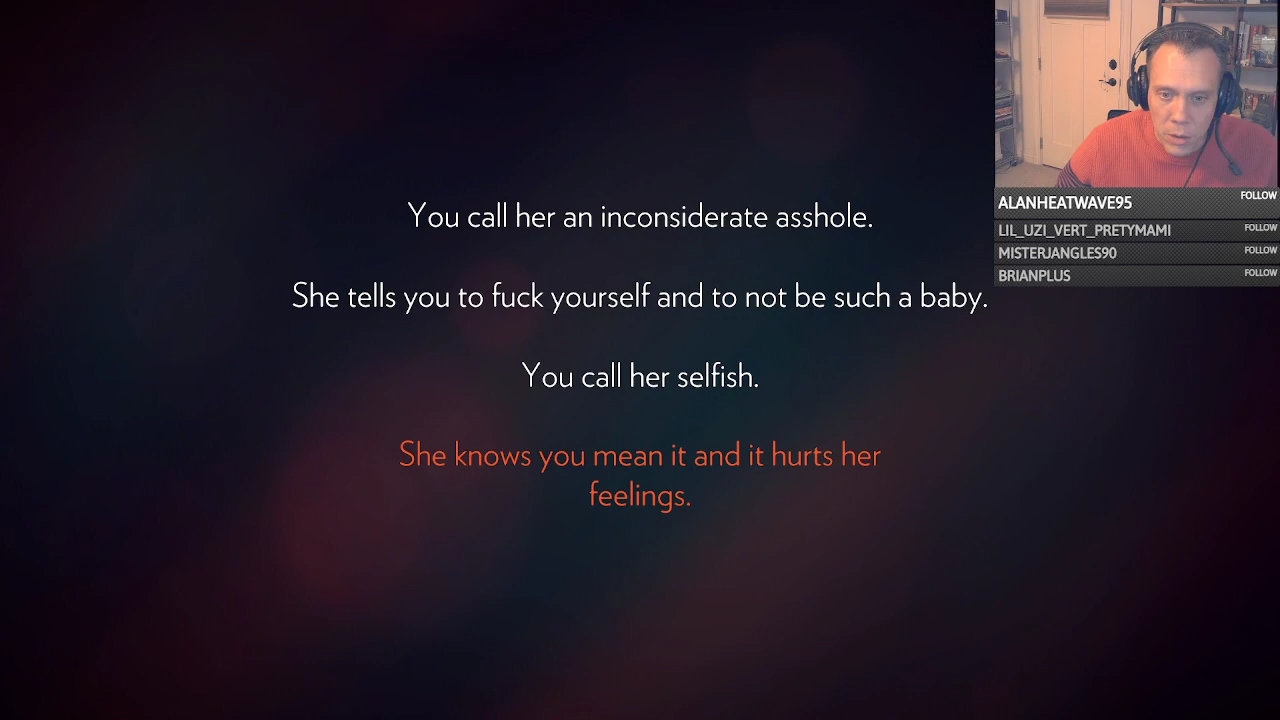 You call her an inconsiderate asshole.
She tells you to fuck yourself and to not be such a baby.
You call her selfish.
She knows you mean it and it hurts her
feelings.
ALANHEATWAVE95 FOLLOW
LIL_UZI_VERT_PRETYMAMI FOLLOW
MISTERJANGLES90 FOLLOW
BRIANPLUS FOLLOW